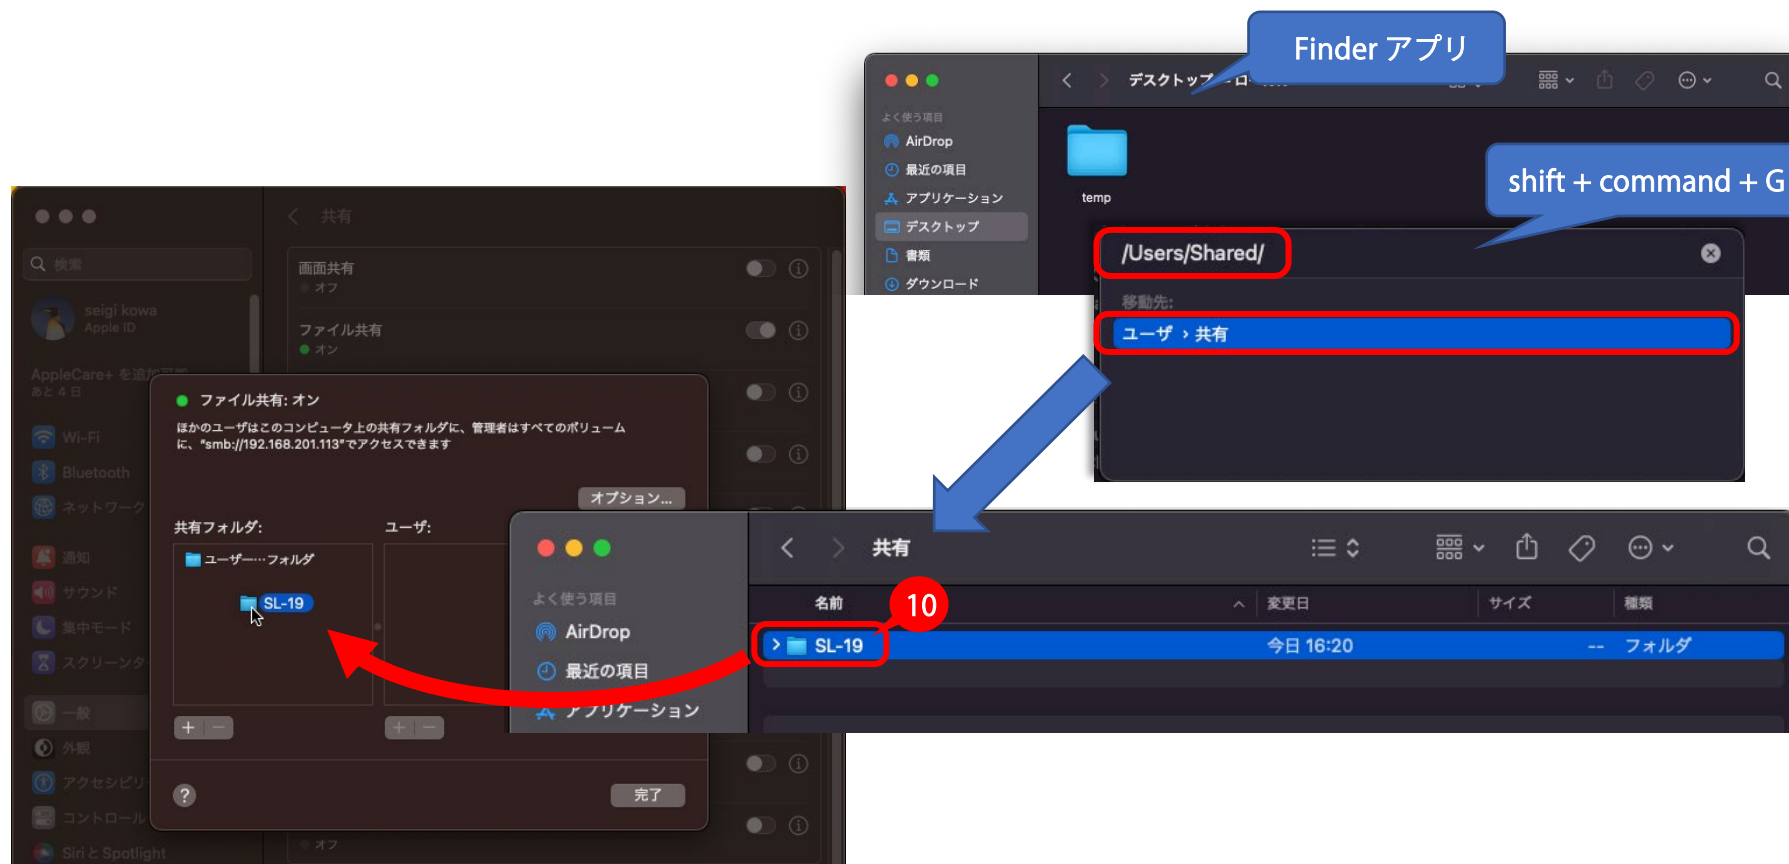 Finder アプリ
デスクトップ
よく使う項目
AirDrop
最近の項目
アプリケーション
デスクトップ
書類
ダウンロード
temp
shift + command + G
/Users/Shared/
移動先:
ユーザ › 共有
共有
検索
seigi kowa
Apple ID
AppleCare+ を追加
あと 4 日
Wi-Fi
Bluetooth
ネットワーク
通知
サウンド
集中モード
スクリーンタ
一般
外観
アクセシビリ
コントロール
Siri と Spotlight
画面共有
オフ
ファイル共有
オン
ファイル共有: オン
ほかのユーザはこのコンピュータ上の共有フォルダに、管理者はすべてのボリューム
に、“smb://192.168.201.113”でアクセスできます
オプション...
共有フォルダ:
ユーザ:
ユーザー…フォルダ
SL-19
+ −
+ −
?
完了
オフ
共有
よく使う項目
AirDrop
最近の項目
アプリケーション
名前
変更日
サイズ
種類
10
SL-19
今日 16:20
--
フォルダ